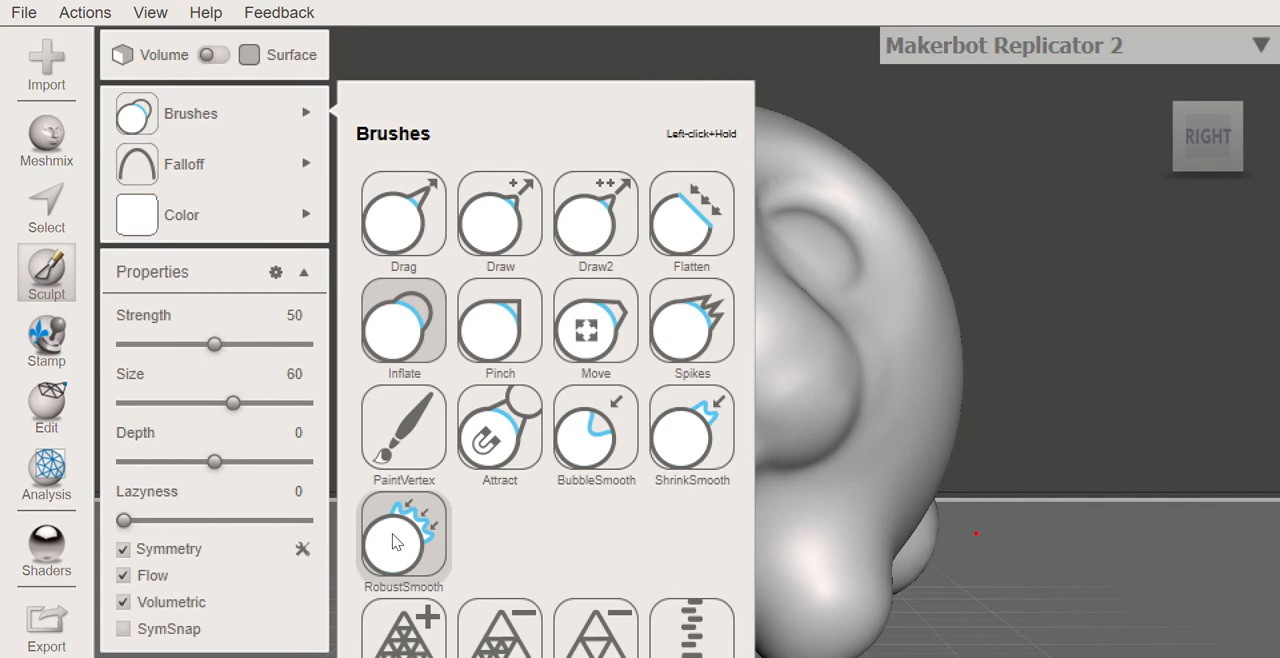 File Actions View Help Feedback
Import
Meshmix
Select
Sculpt
Stamp
Edit
Analysis
Shaders
Export
Volume Surface
Brushes
Falloff
Color
Properties
Strength 50
Size 60
Depth 0
Lazyness 0
Symmetry
Flow
Volumetric
SymSnap
Brushes Left-click+Hold
Drag Draw Draw2 Flatten
Inflate Pinch Move Spikes
PaintVertex Attract BubbleSmooth ShrinkSmooth
RobustSmooth
Makerbot Replicator 2
RIGHT